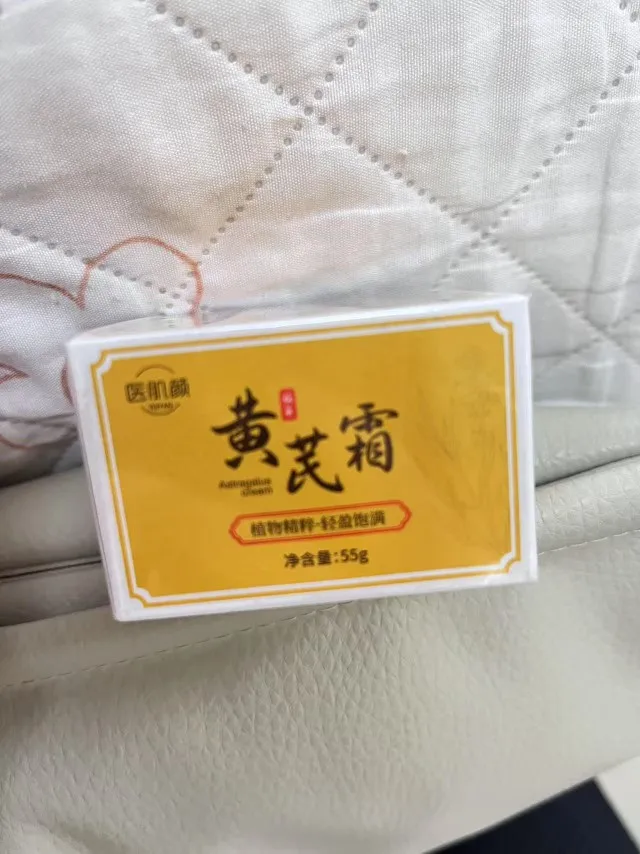 医肌颜
黄芪霜
Astragalus
cream
植物精粹·轻盈饱满
净含量:55g